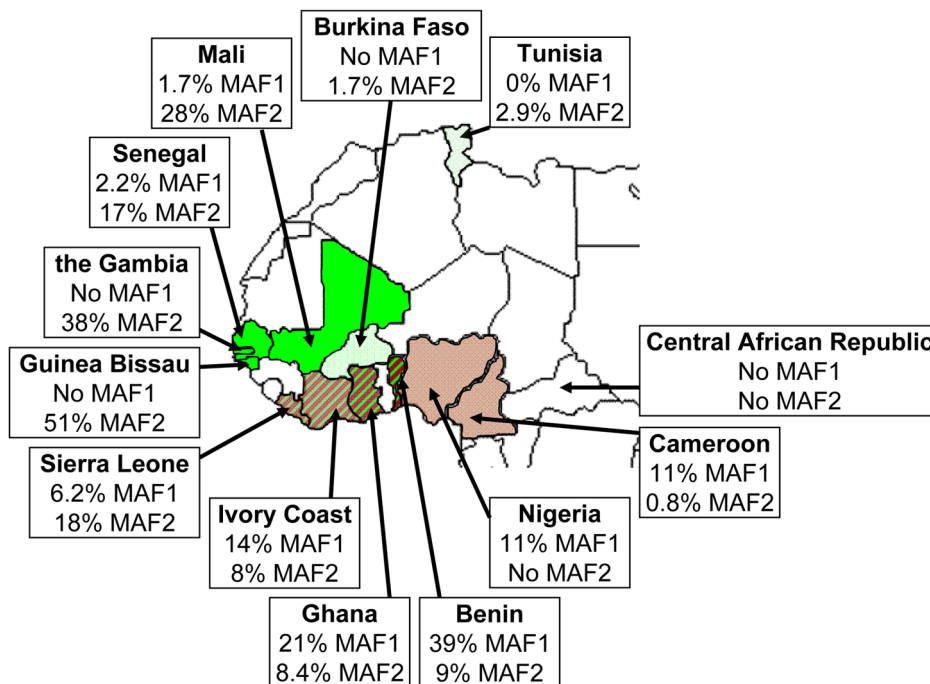 Burkina Faso
No MAF1
1.7% MAF2
Mali
1.7% MAF1
28% MAF2
Tunisia
0% MAF1
2.9% MAF2
Senegal
2.2% MAF1
17% MAF2
the Gambia
No MAF1
38% MAF2
Guinea Bissau
No MAF1
51% MAF2
Central African Republic
No MAF1
No MAF2
Sierra Leone
6.2% MAF1
18% MAF2
Cameroon
11% MAF1
0.8% MAF2
Ivory Coast
14% MAF1
8% MAF2
Nigeria
11% MAF1
No MAF2
Ghana
21% MAF1
8.4% MAF2
Benin
39% MAF1
9% MAF2